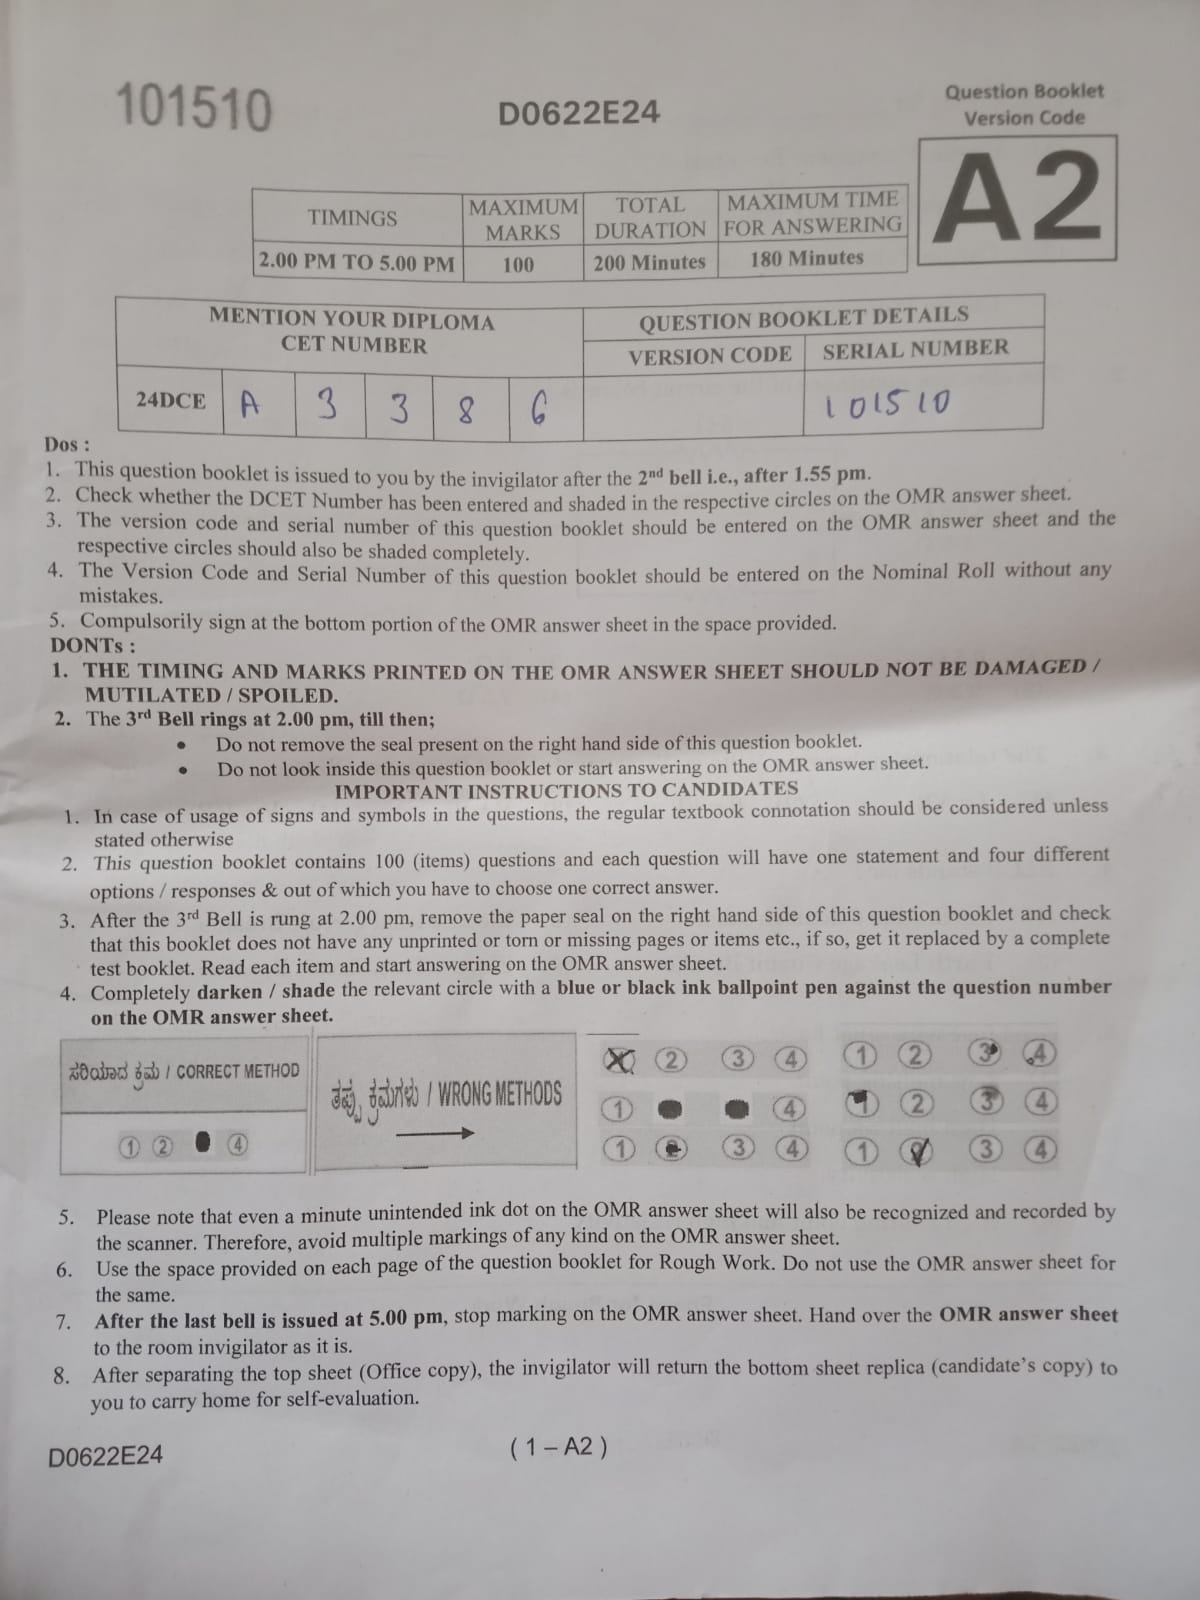 101510
D0622E24
Question Booklet
Version Code
A2
TIMINGS
MAXIMUM MARKS
TOTAL DURATION
MAXIMUM TIME FOR ANSWERING
2.00 PM TO 5.00 PM
100
200 Minutes
180 Minutes
MENTION YOUR DIPLOMA
CET NUMBER
QUESTION BOOKLET DETAILS
VERSION CODE
SERIAL NUMBER
24DCE A 3 3 8 6
101510
Dos :
1. This question booklet is issued to you by the invigilator after the 2nd bell i.e., after 1.55 pm.
2. Check whether the DCET Number has been entered and shaded in the respective circles on the OMR answer sheet.
3. The version code and serial number of this question booklet should be entered on the OMR answer sheet and the
respective circles should also be shaded completely.
4. The Version Code and Serial Number of this question booklet should be entered on the Nominal Roll without any
mistakes.
5. Compulsorily sign at the bottom portion of the OMR answer sheet in the space provided.
DONTs :
1. THE TIMING AND MARKS PRINTED ON THE OMR ANSWER SHEET SHOULD NOT BE DAMAGED /
MUTILATED / SPOILED.
2. The 3rd Bell rings at 2.00 pm, till then;
• Do not remove the seal present on the right hand side of this question booklet.
• Do not look inside this question booklet or start answering on the OMR answer sheet.
IMPORTANT INSTRUCTIONS TO CANDIDATES
1. In case of usage of signs and symbols in the questions, the regular textbook connotation should be considered unless
stated otherwise
2. This question booklet contains 100 (items) questions and each question will have one statement and four different
options / responses & out of which you have to choose one correct answer.
3. After the 3rd Bell is rung at 2.00 pm, remove the paper seal on the right hand side of this question booklet and check
that this booklet does not have any unprinted or torn or missing pages or items etc., if so, get it replaced by a complete
test booklet. Read each item and start answering on the OMR answer sheet.
4. Completely darken / shade the relevant circle with a blue or black ink ballpoint pen against the question number
on the OMR answer sheet.
ಸರಿಯಾದ ಕ್ರಮ / CORRECT METHOD
① ② ④
ತಪ್ಪು ಕ್ರಮಗಳು / WRONG METHODS
② ③ ④ ① ② ③ ④
① ④ ① ② ③ ④
① ③ ④ ① ③ ④
5. Please note that even a minute unintended ink dot on the OMR answer sheet will also be recognized and recorded by
the scanner. Therefore, avoid multiple markings of any kind on the OMR answer sheet.
6. Use the space provided on each page of the question booklet for Rough Work. Do not use the OMR answer sheet for
the same.
7. After the last bell is issued at 5.00 pm, stop marking on the OMR answer sheet. Hand over the OMR answer sheet
to the room invigilator as it is.
8. After separating the top sheet (Office copy), the invigilator will return the bottom sheet replica (candidate's copy) to
you to carry home for self-evaluation.
D0622E24
( 1 – A2 )